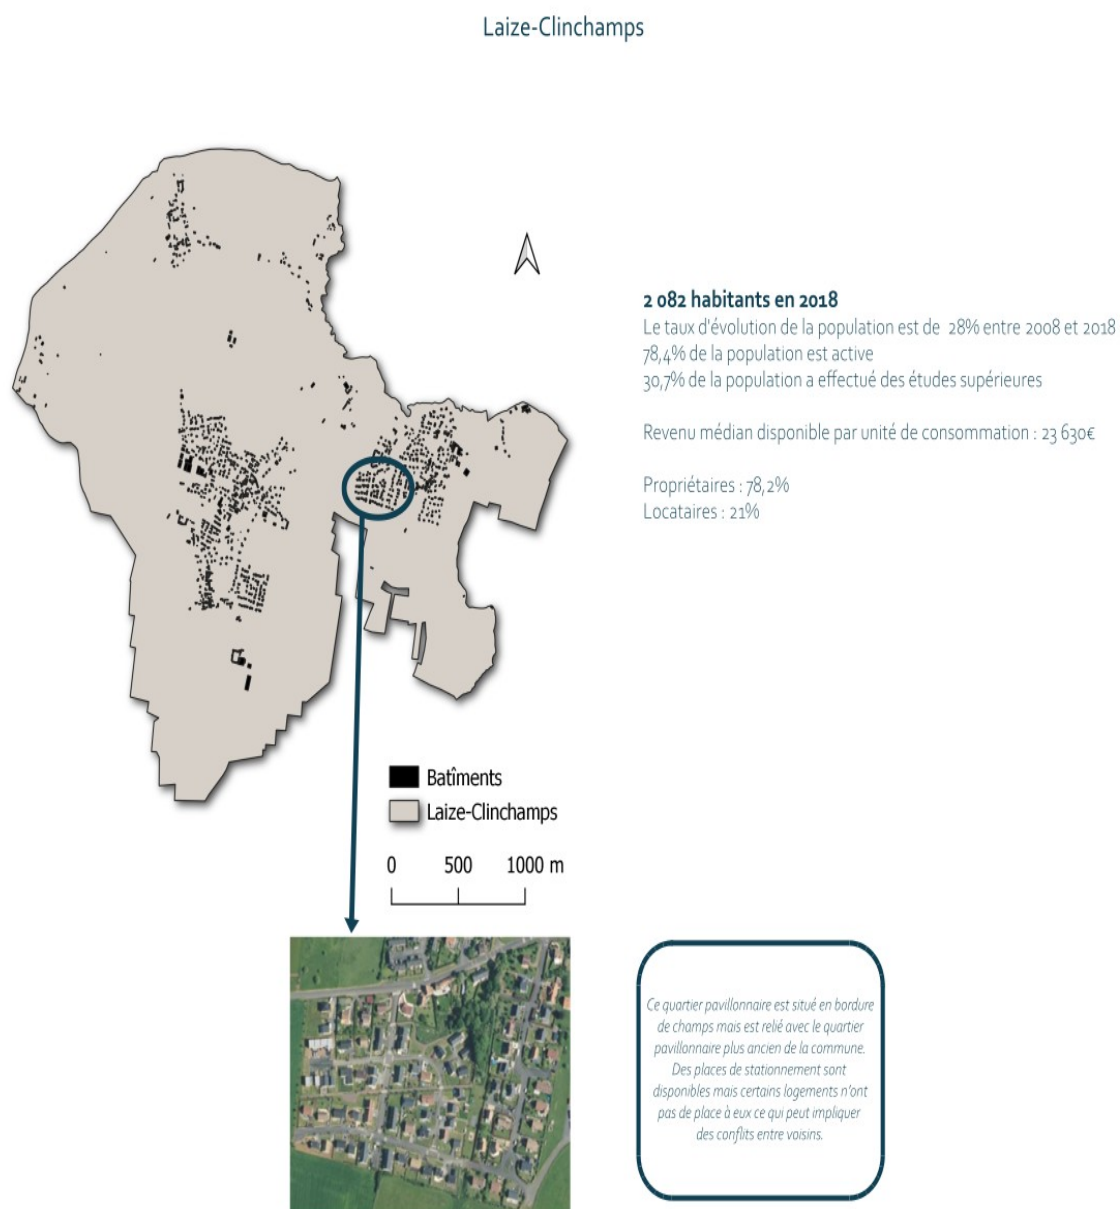 Laize-Clinchamps
2 082 habitants en 2018
Le taux d'évolution de la population est de 28% entre 2008 et 2018
78,4% de la population est active
30,7% de la population a effectué des études supérieures
Revenu médian disponible par unité de consommation : 23 630€
Propriétaires : 78,2%
Locataires : 21%
Batîments
Laize-Clinchamps
0 500 1000 m
Ce quartier pavillonnaire est situé en bordure
de champs mais est relié avec le quartier
pavillonnaire plus ancien de la commune.
Des places de stationnement sont
disponibles mais certains logements n'ont
pas de place à eux ce qui peut impliquer
des conflits entre voisins.